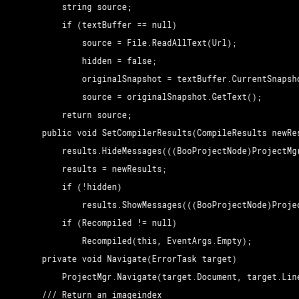 string source;
if (textBuffer == null)
source = File.ReadAllText(Url);
hidden = false;
originalSnapshot = textBuffer.CurrentSnapsho
source = originalSnapshot.GetText();
return source;
public void SetCompilerResults(CompileResults newRes
results.HideMessages(((BooProjectNode)ProjectMgr
results = newResults;
if (!hidden)
results.ShowMessages(((BooProjectNode)Projec
if (Recompiled != null)
Recompiled(this, EventArgs.Empty);
private void Navigate(ErrorTask target)
ProjectMgr.Navigate(target.Document, target.Line
/// Return an imageindex